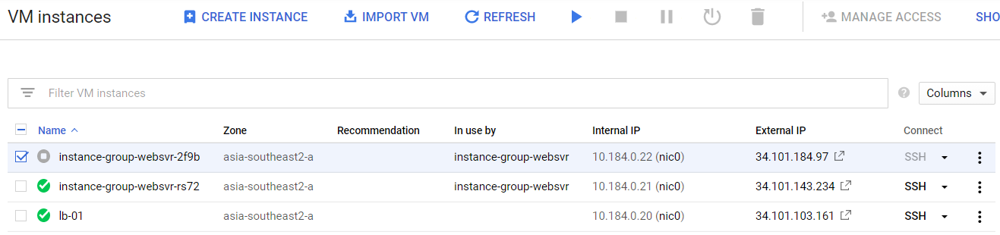 VM instances CREATE INSTANCE IMPORT VM REFRESH MANAGE ACCESS SHO
Filter VM instances Columns
Name Zone Recommendation In use by Internal IP External IP Connect
instance-group-websvr-2f9b asia-southeast2-a instance-group-websvr 10.184.0.22 (nic0) 34.101.184.97 SSH
instance-group-websvr-rs72 asia-southeast2-a instance-group-websvr 10.184.0.21 (nic0) 34.101.143.234 SSH
lb-01 asia-southeast2-a 10.184.0.20 (nic0) 34.101.103.161 SSH